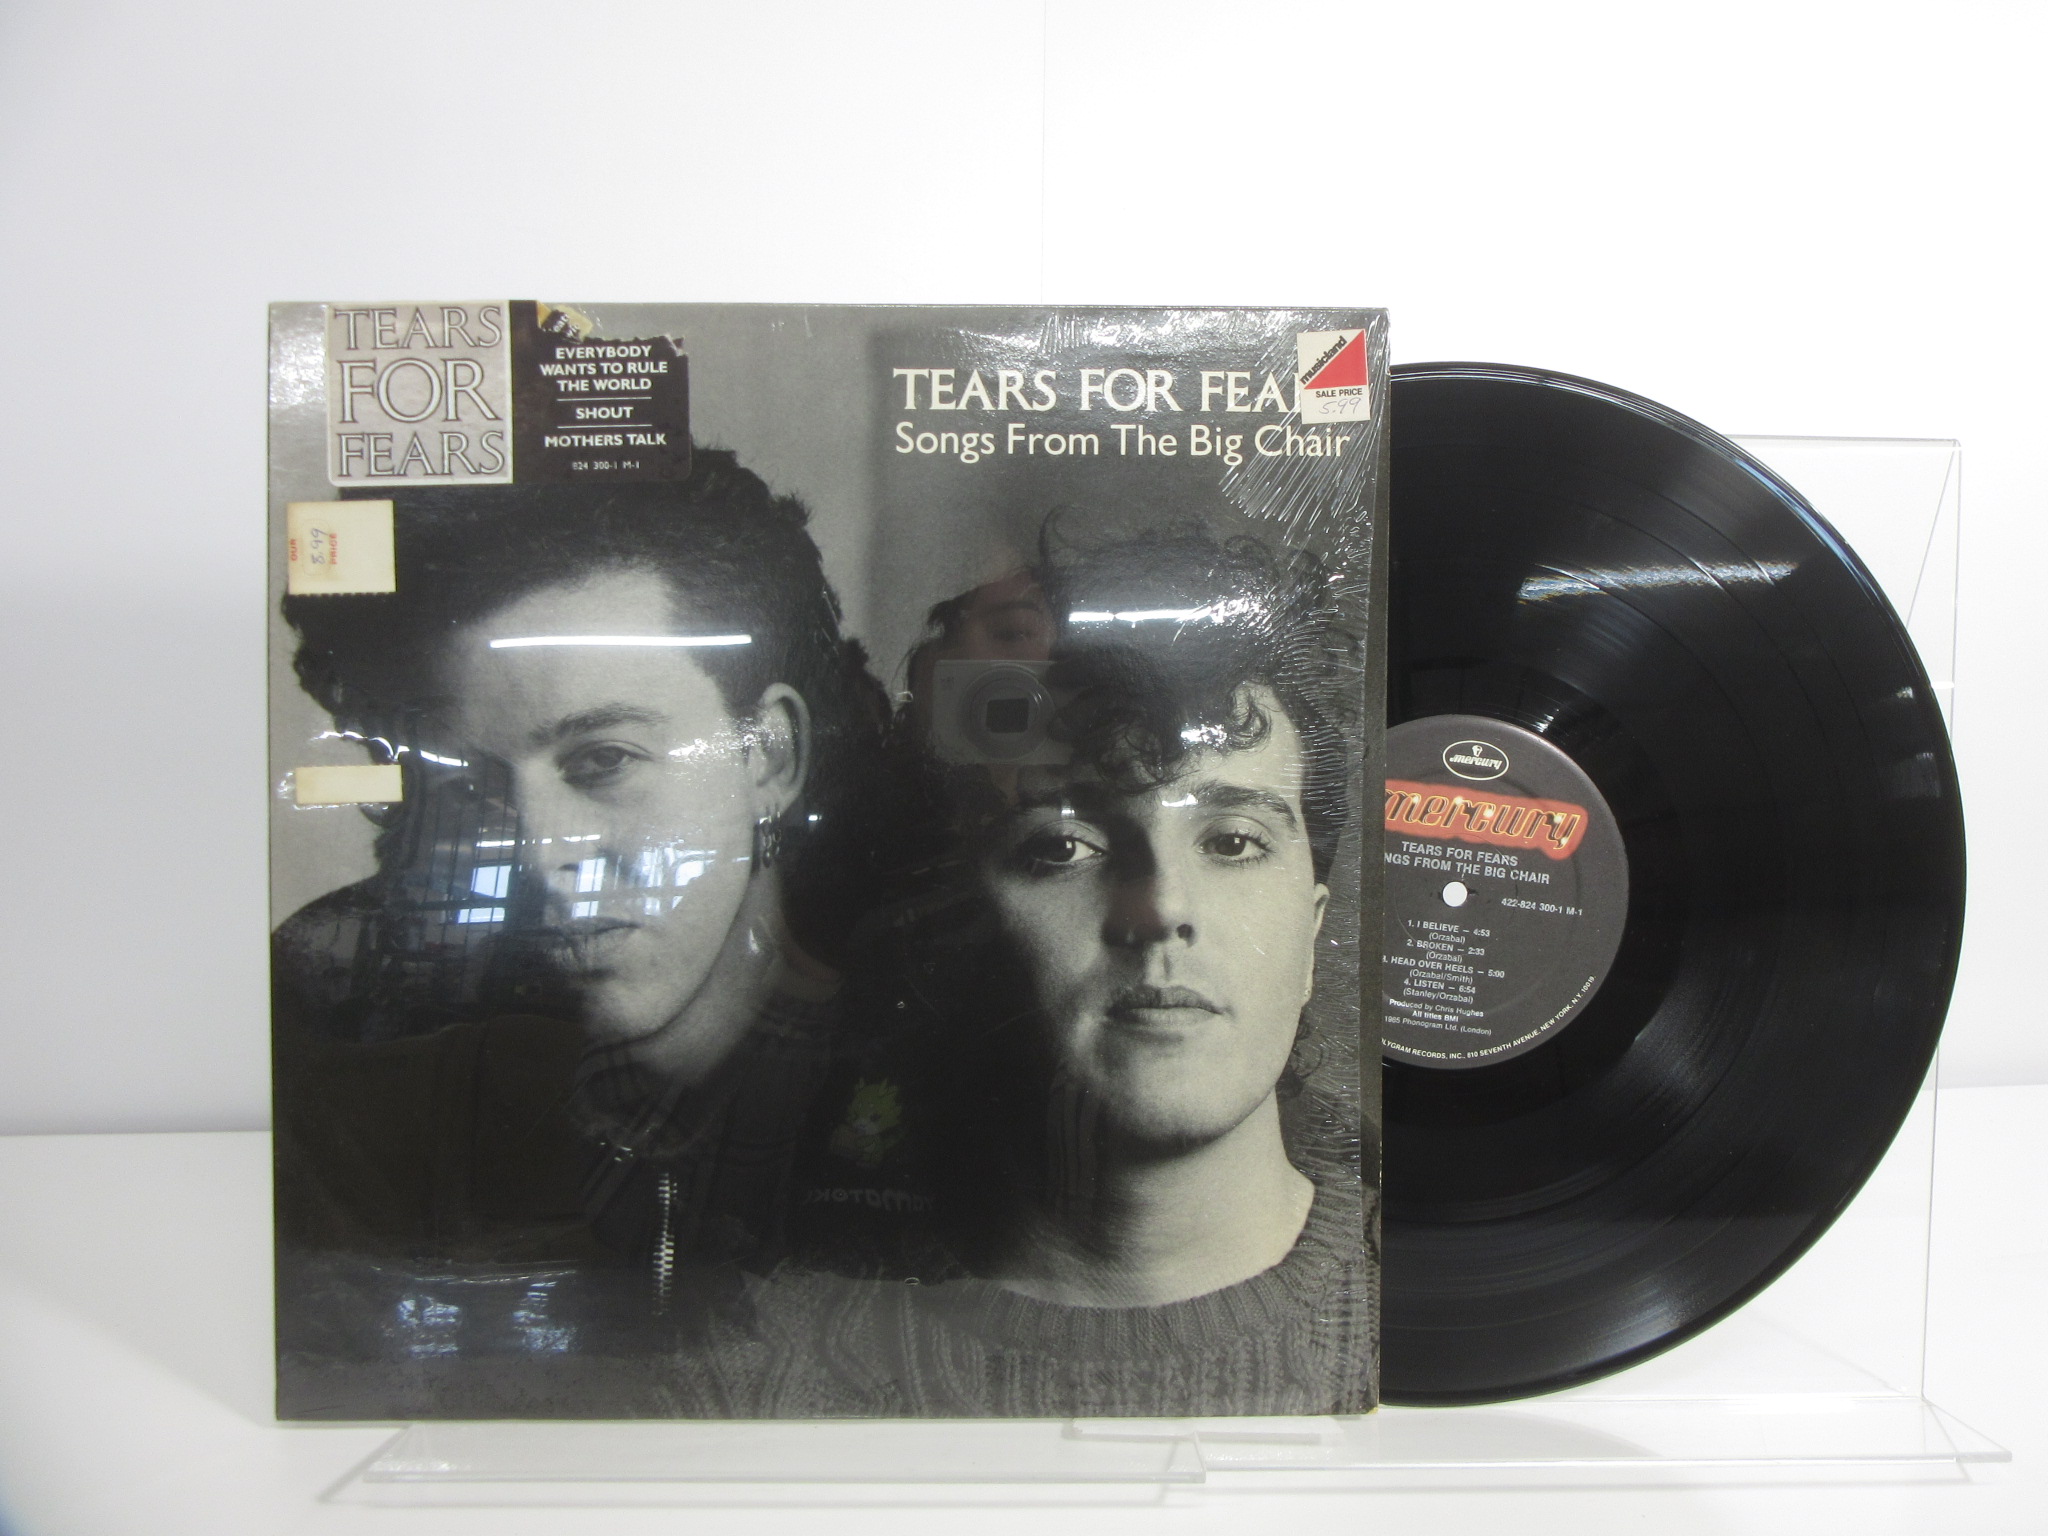 TEARS
FOR
FEARS
EVERYBODY
WANTS TO RULE
THE WORLD
SHOUT
MOTHERS TALK
824 300-1 M-1
OUR
8.99
PRICE
TEARS FOR FEA
Songs From The Big Chair
musicland
SALE PRICE
5.99
mercury
mercury
TEARS FOR FEARS
NGS FROM THE BIG CHAIR
422-824 300-1 M-1
1. I BELIEVE — 4:53
(Orzabal)
2. BROKEN — 2:33
(Orzabal)
. HEAD OVER HEELS — 5:00
(Orzabal/Smith)
4. LISTEN — 6:54
(Stanley/Orzabal)
Produced by Chris Hughes
All titles BMI
1985 Phonogram Ltd. (London)
LYGRAM RECORDS, INC., 810 SEVENTH AVENUE, NEW YORK, N.Y. 10019.